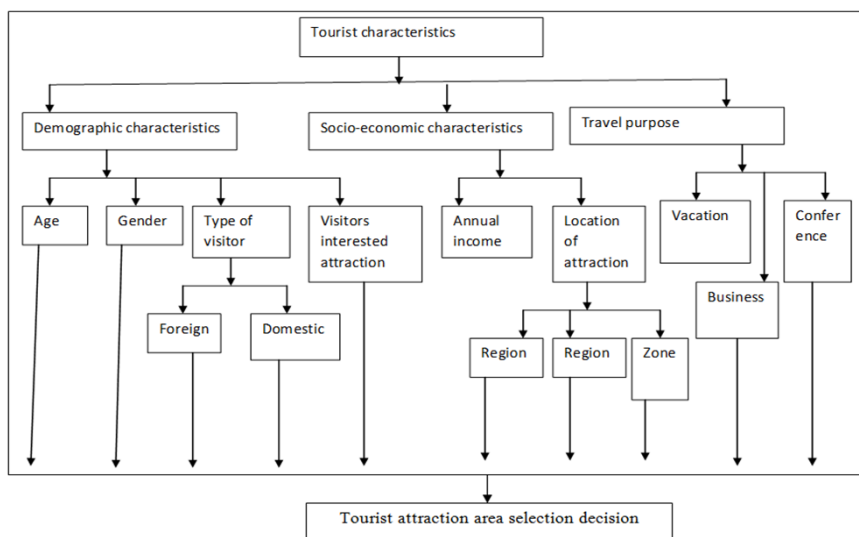 Tourist characteristics
Demographic characteristics
Socio-economic characteristics
Travel purpose
Age
Gender
Type of
visitor
Visitors
interested
attraction
Annual
income
Location
of
attraction
Vacation
Confer
ence
Business
Foreign
Domestic
Region
Region
Zone
Tourist attraction area selection decision